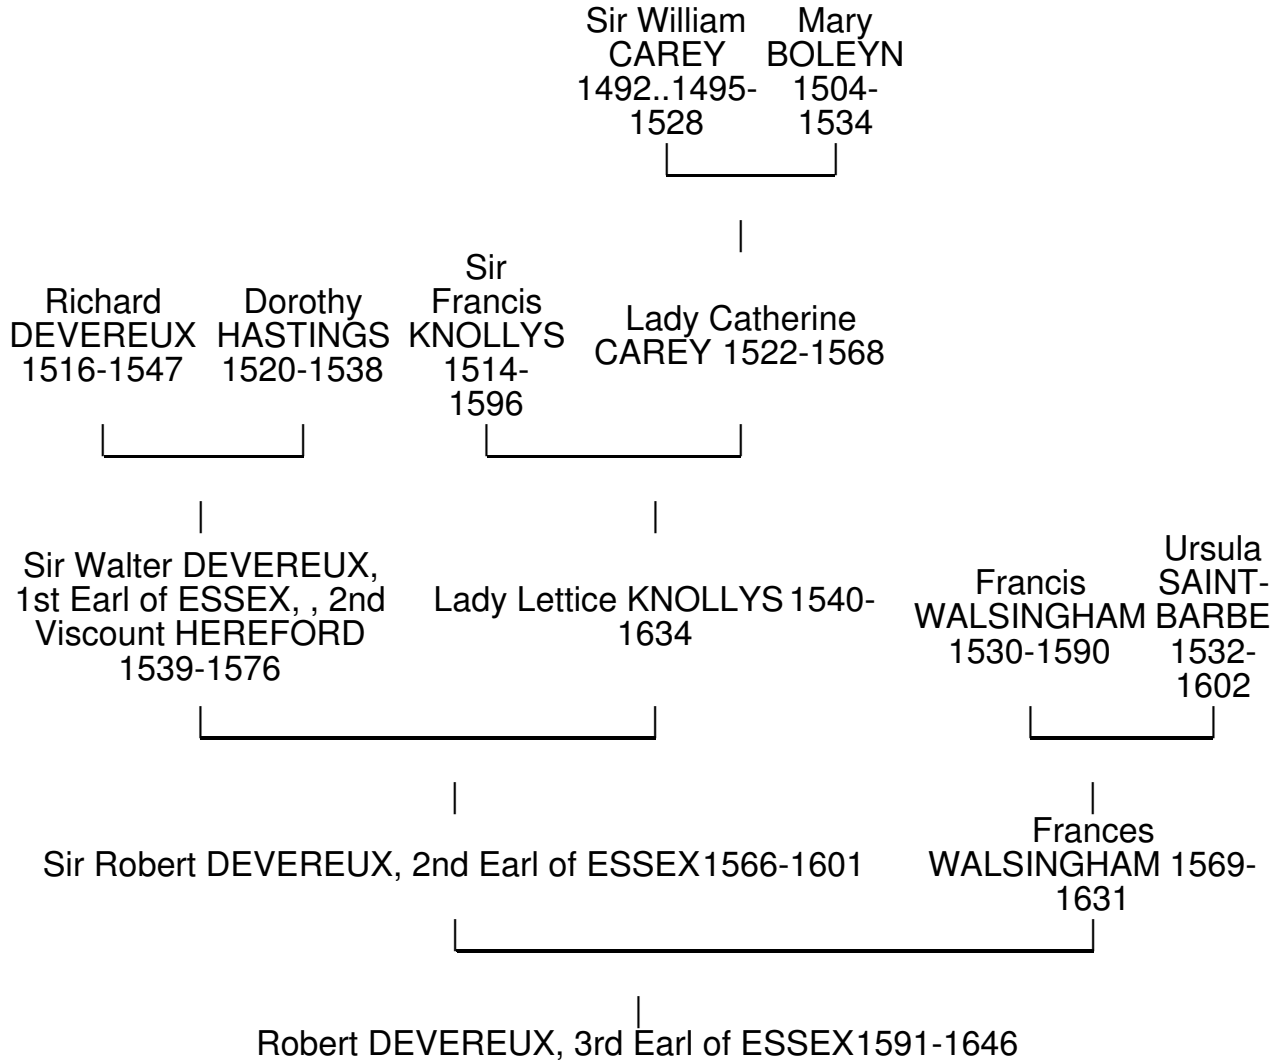 Sir William
CAREY
1492..1495-
1528
Mary
BOLEYN
1504-
1534
Richard
DEVEREUX
1516-1547
Dorothy
HASTINGS
1520-1538
Sir
Francis
KNOLLYS
1514-
1596
Lady Catherine
CAREY 1522-1568
Sir Walter DEVEREUX,
1st Earl of ESSEX, , 2nd
Viscount HEREFORD
1539-1576
Lady Lettice KNOLLYS 1540-
1634
Francis
WALSINGHAM
1530-1590
Ursula
SAINT-
BARBE
1532-
1602
Sir Robert DEVEREUX, 2nd Earl of ESSEX1566-1601
Frances
WALSINGHAM 1569-
1631
Robert DEVEREUX, 3rd Earl of ESSEX1591-1646